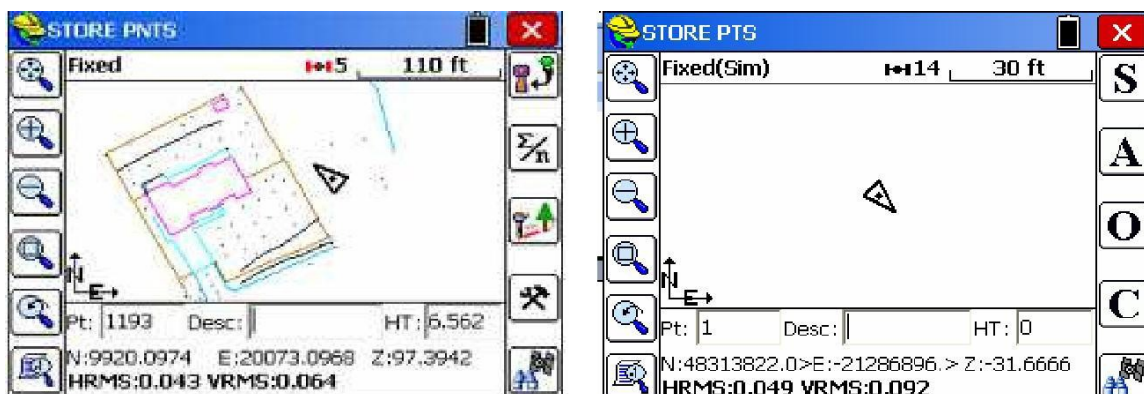 STORE PNTS
Fixed 5 110 ft
Σ/n
N
E
Pt: 1193 Desc: HT: 6.562
N:9920.0974 E:20073.0968 Z:97.3942
HRMS:0.043 VRMS:0.064
STORE PTS
Fixed(Sim) 14 30 ft
S
A
O
C
N
E
Pt: 1 Desc: HT: 0
N:48313822.0>E:-21286896.> Z:-31.6666
HRMS:0.049 VRMS:0.092